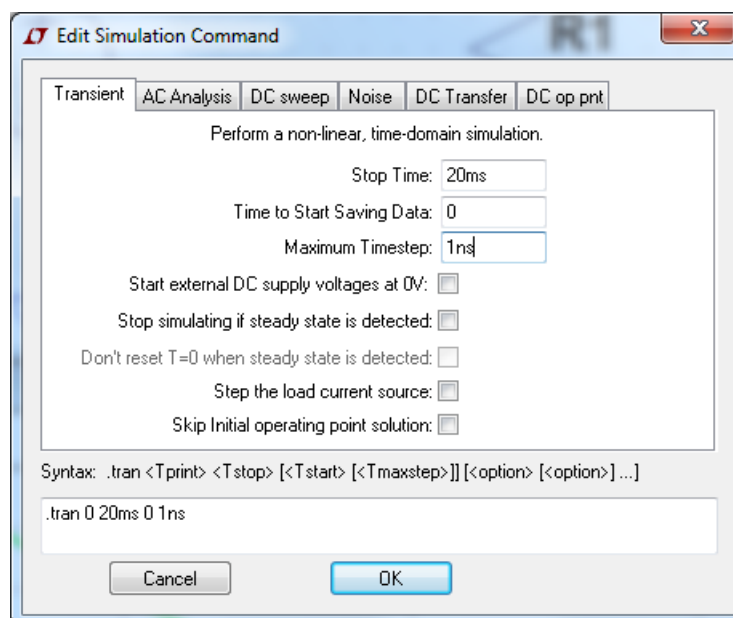 Edit Simulation Command
R1
Transient AC Analysis DC sweep Noise DC Transfer DC op pnt
Perform a non-linear, time-domain simulation.
Stop Time: 20ms
Time to Start Saving Data: 0
Maximum Timestep: 1ns
Start external DC supply voltages at 0V:
Stop simulating if steady state is detected:
Don't reset T=0 when steady state is detected:
Step the load current source:
Skip Initial operating point solution:
Syntax: .tran <Tprint> <Tstop> [<Tstart> [<Tmaxstep>]] [<option> [<option>] ...]
.tran 0 20ms 0 1ns
Cancel OK